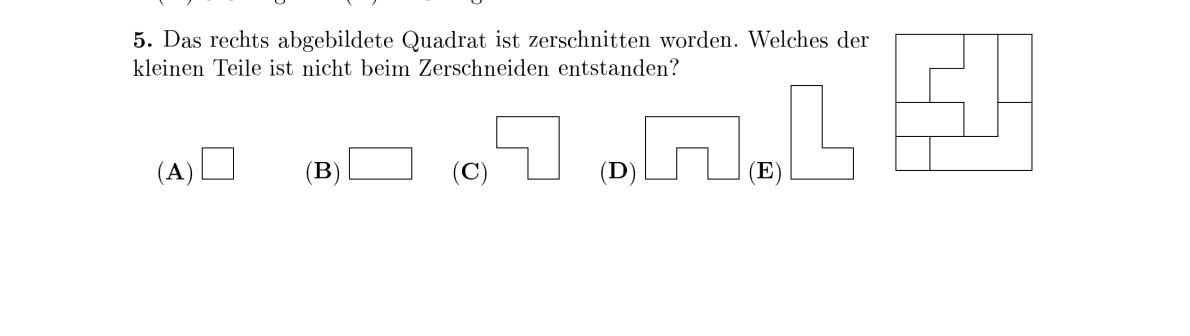 5. Das rechts abgebildete Quadrat ist zerschnitten worden. Welches der
kleinen Teile ist nicht beim Zerschneiden entstanden?
(A) (B) (C) (D) (E)